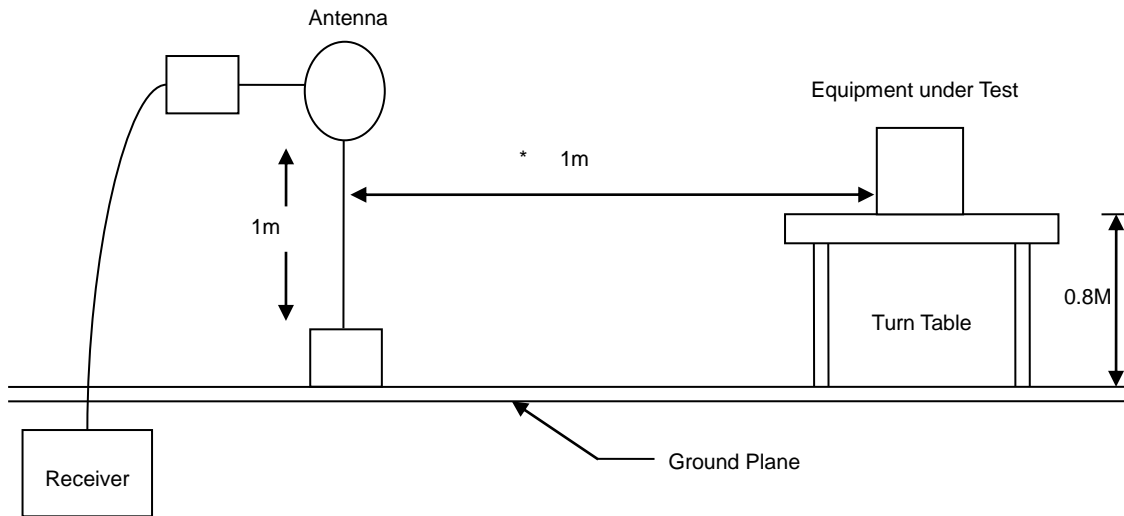 Antenna
Equipment under Test
* 1m
1m
0.8M
Turn Table
Ground Plane
Receiver